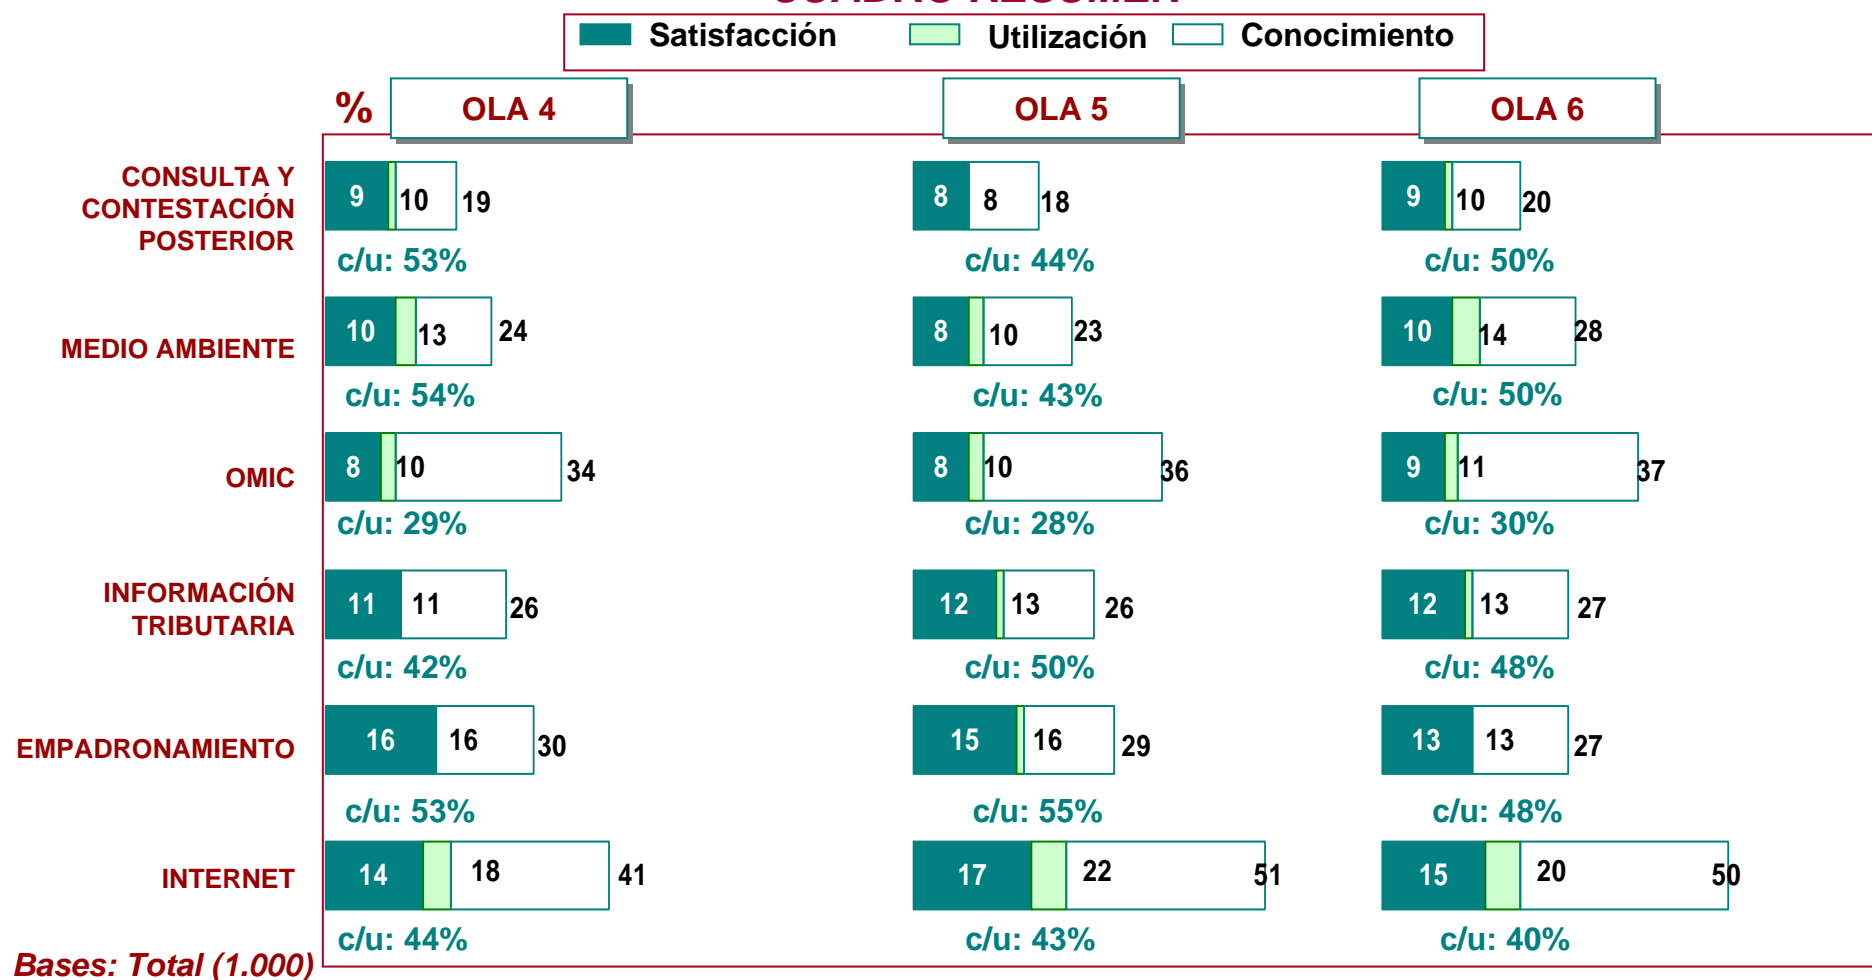 CUADRO RESUMEN
Satisfacción Utilización Conocimiento
% OLA 4 OLA 5 OLA 6
CONSULTA Y
CONTESTACIÓN
POSTERIOR
9 10 19 8 8 18 9 10 20
c/u: 53% c/u: 44% c/u: 50%
MEDIO AMBIENTE
10 13 24 8 10 23 10 14 28
c/u: 54% c/u: 43% c/u: 50%
OMIC
8 10 34 8 10 36 9 11 37
c/u: 29% c/u: 28% c/u: 30%
INFORMACIÓN
TRIBUTARIA
11 11 26 12 13 26 12 13 27
c/u: 42% c/u: 50% c/u: 48%
EMPADRONAMIENTO
16 16 30 15 16 29 13 13 27
c/u: 53% c/u: 55% c/u: 48%
INTERNET
14 18 41 17 22 51 15 20 50
c/u: 44% c/u: 43% c/u: 40%
Bases: Total (1.000)